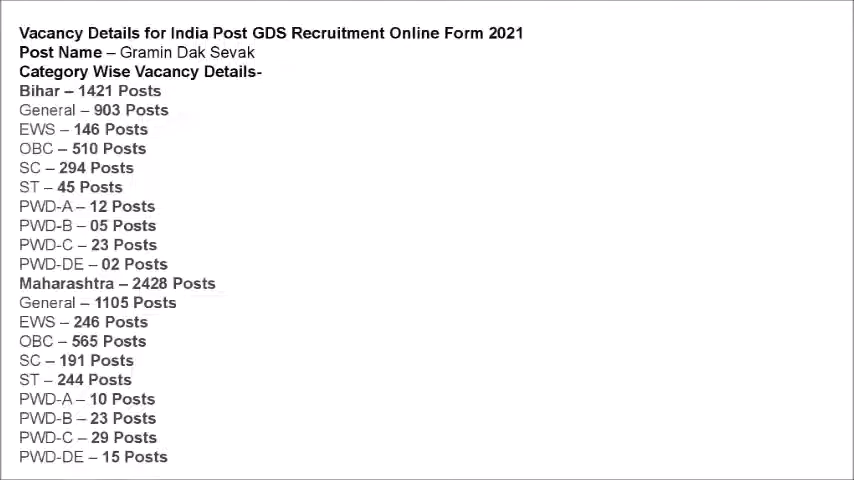 Vacancy Details for India Post GDS Recruitment Online Form 2021
Post Name – Gramin Dak Sevak
Category Wise Vacancy Details-
Bihar – 1421 Posts
General – 903 Posts
EWS – 146 Posts
OBC – 510 Posts
SC – 294 Posts
ST – 45 Posts
PWD-A – 12 Posts
PWD-B – 05 Posts
PWD-C – 23 Posts
PWD-DE – 02 Posts
Maharashtra – 2428 Posts
General – 1105 Posts
EWS – 246 Posts
OBC – 565 Posts
SC – 191 Posts
ST – 244 Posts
PWD-A – 10 Posts
PWD-B – 23 Posts
PWD-C – 29 Posts
PWD-DE – 15 Posts